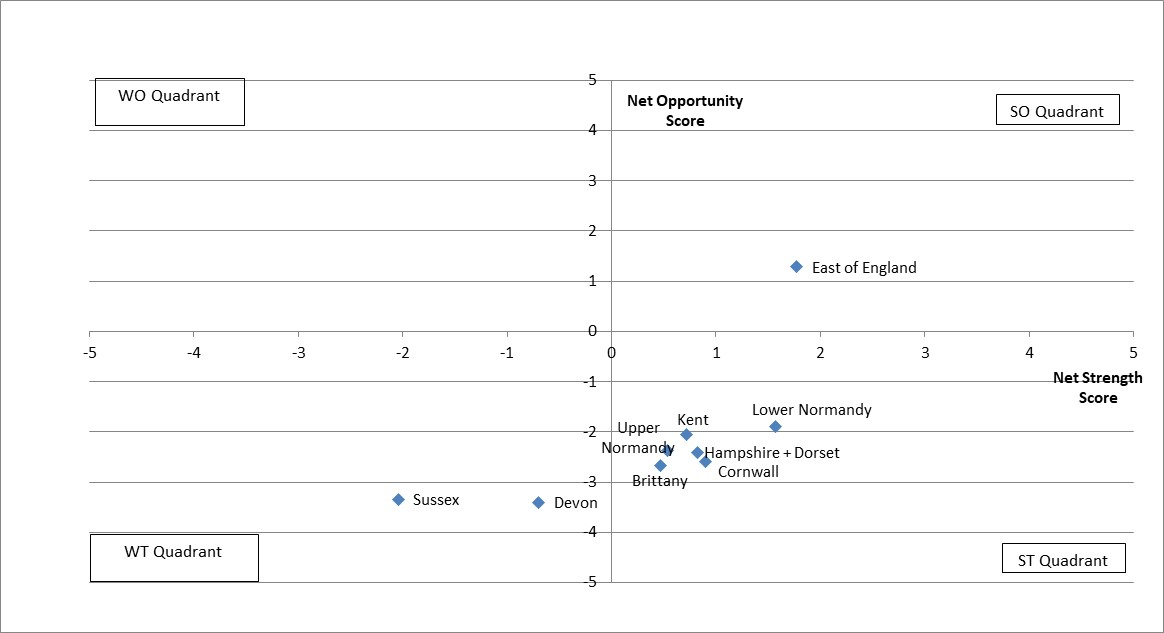 WO Quadrant
5
Net Opportunity
Score
SO Quadrant
4
3
2
East of England
1
0
-5 -4 -3 -2 -1 0 1 2 3 4 5
Net Strength
Score
-1
Lower Normandy
Kent
Upper
Normandy
-2
Hampshire + Dorset
Cornwall
Brittany
-3
Sussex
Devon
-4
WT Quadrant
ST Quadrant
-5